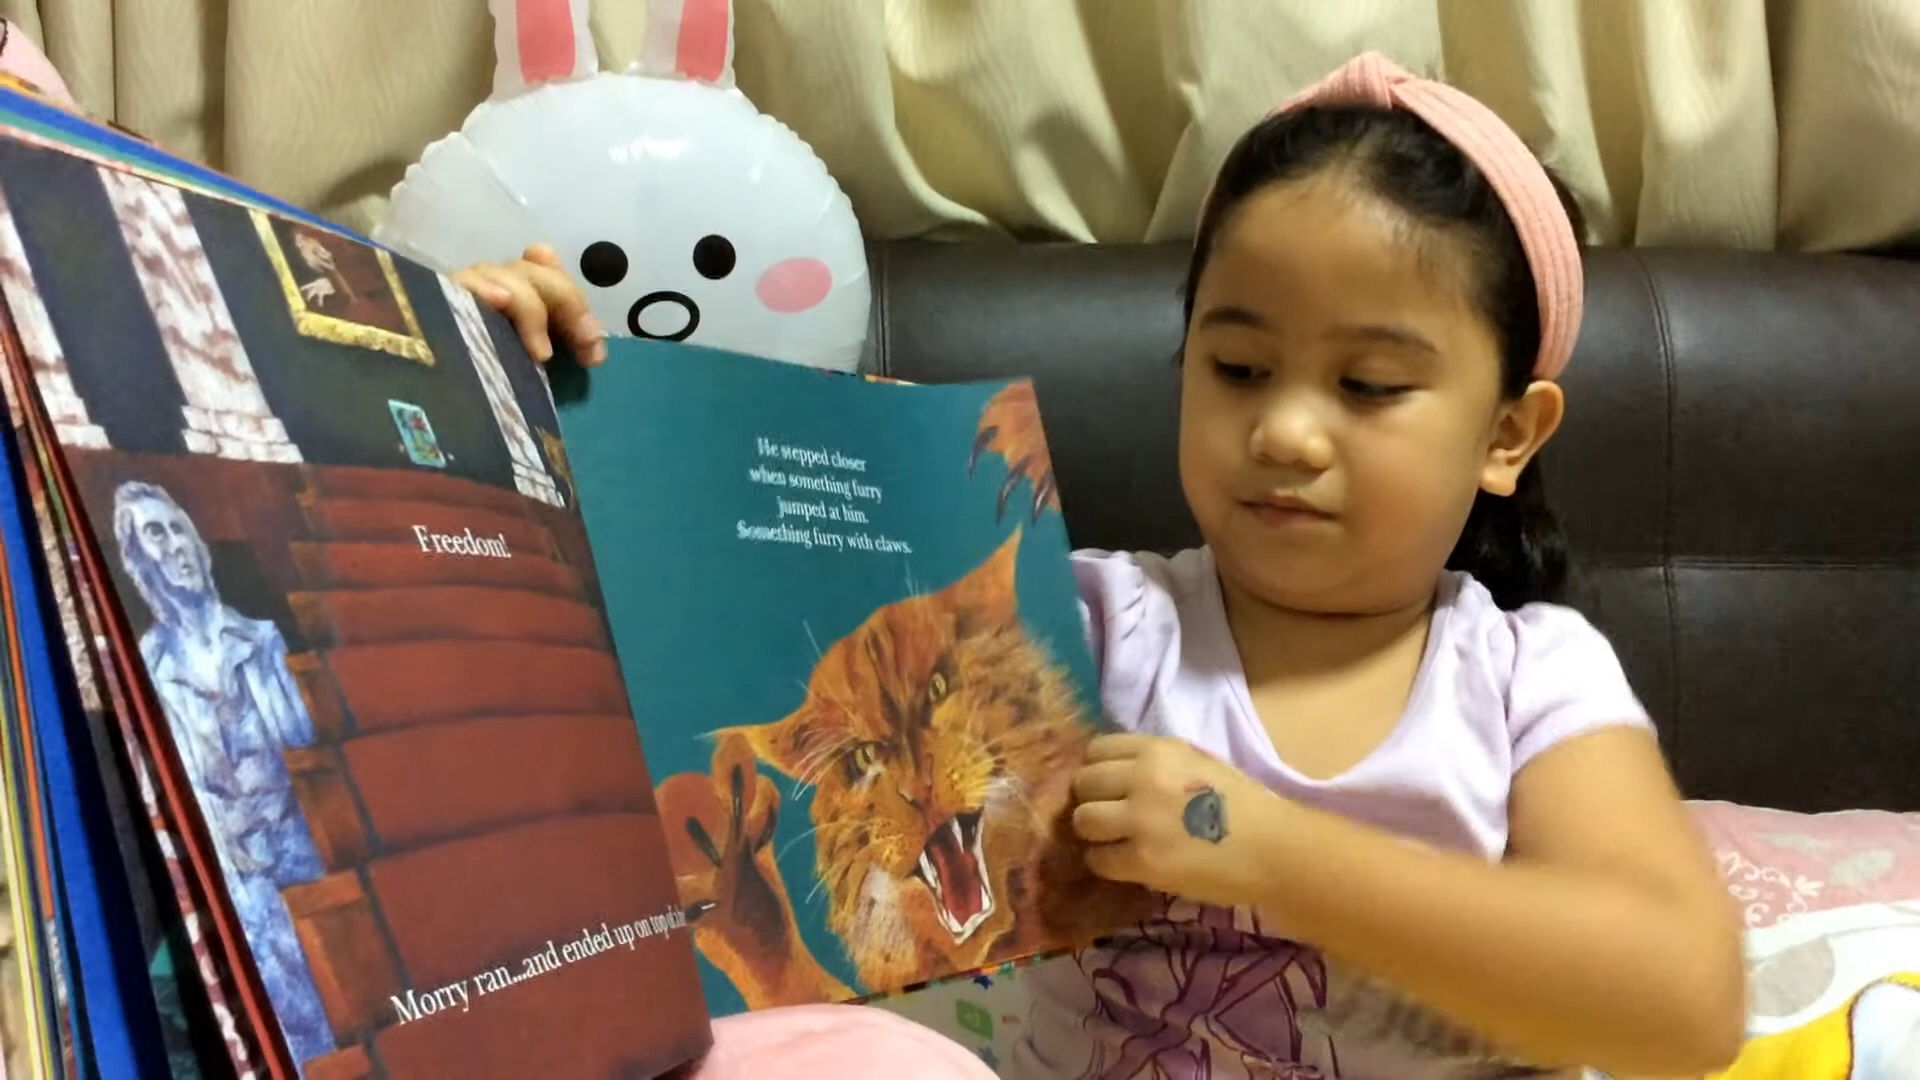 Freedom!
Morry ran...and ended up on top of
He stepped closer
when something furry
jumped at him.
Something furry with claws.